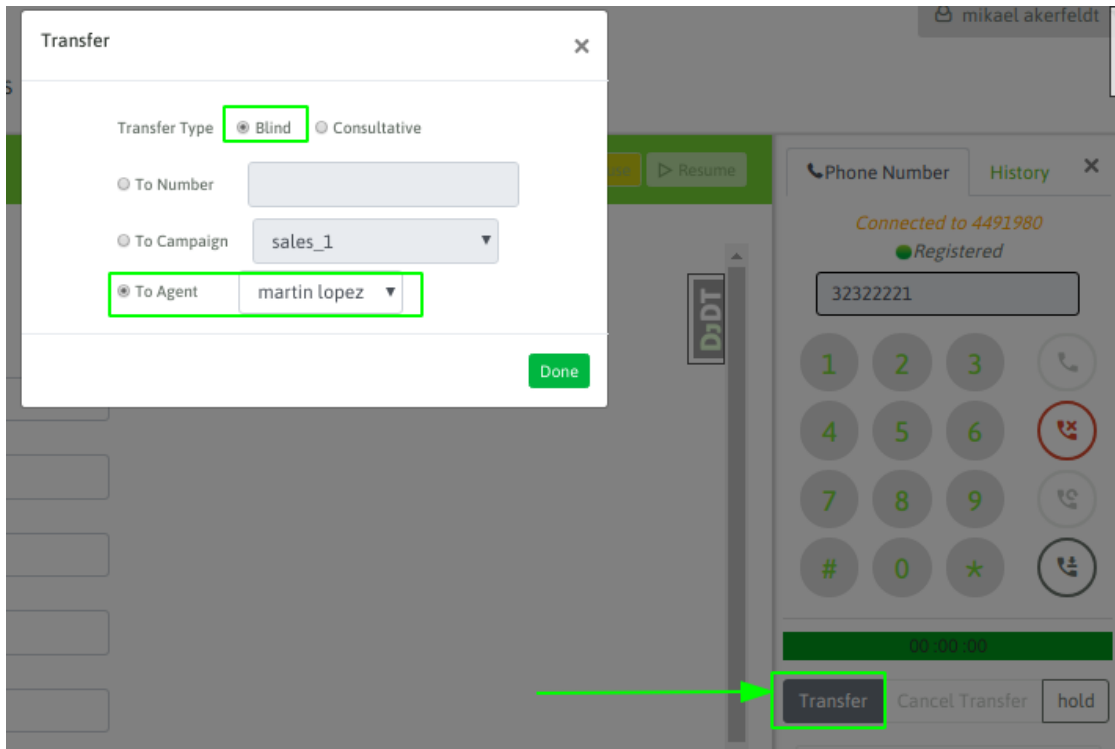 mikael akerfeldt
Transfer
Transfer Type Blind Consultative
To Number
To Campaign sales_1
To Agent martin lopez
Done
Resume
Phone Number History
Connected to 4491980
Registered
32322221
DjDT
1 2 3
4 5 6
7 8 9
# 0 *
00:00:00
Transfer Cancel Transfer hold